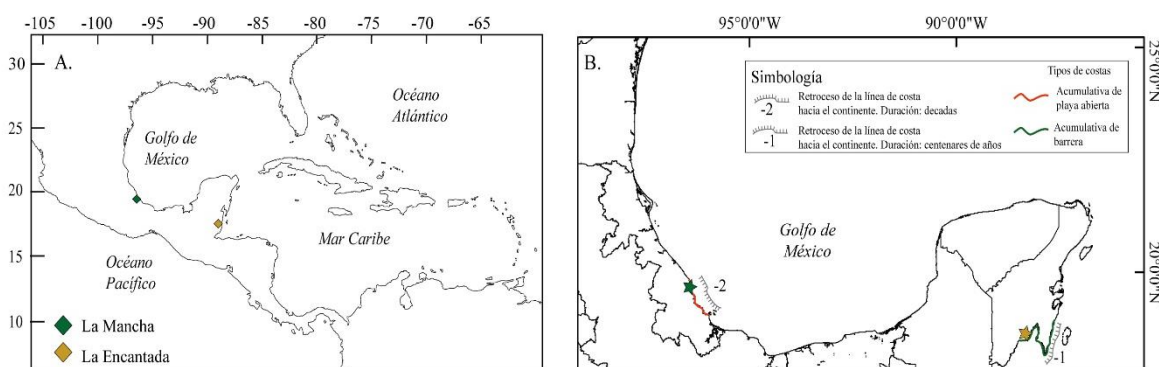 -105 -100 -95 -90 -85 -80 -75 -70 -65
30
25
20
15
10
A.
Océano
Atlántico
Golfo de
México
Mar Caribe
Océano
Pacífico
La Mancha
La Encantada
95°0'0"W 90°0'0"W
25°0'0"N
20°0'0"N
B.
Simbología
-2
Retroceso de la línea de costa
hacia el continente. Duración: decadas
-1
Retroceso de la línea de costa
hacia el continente. Duración: centenares de años
Tipos de costas
Acumulativa de
playa abierta
Acumulativa de
barrera
Golfo de
México
-2
-1